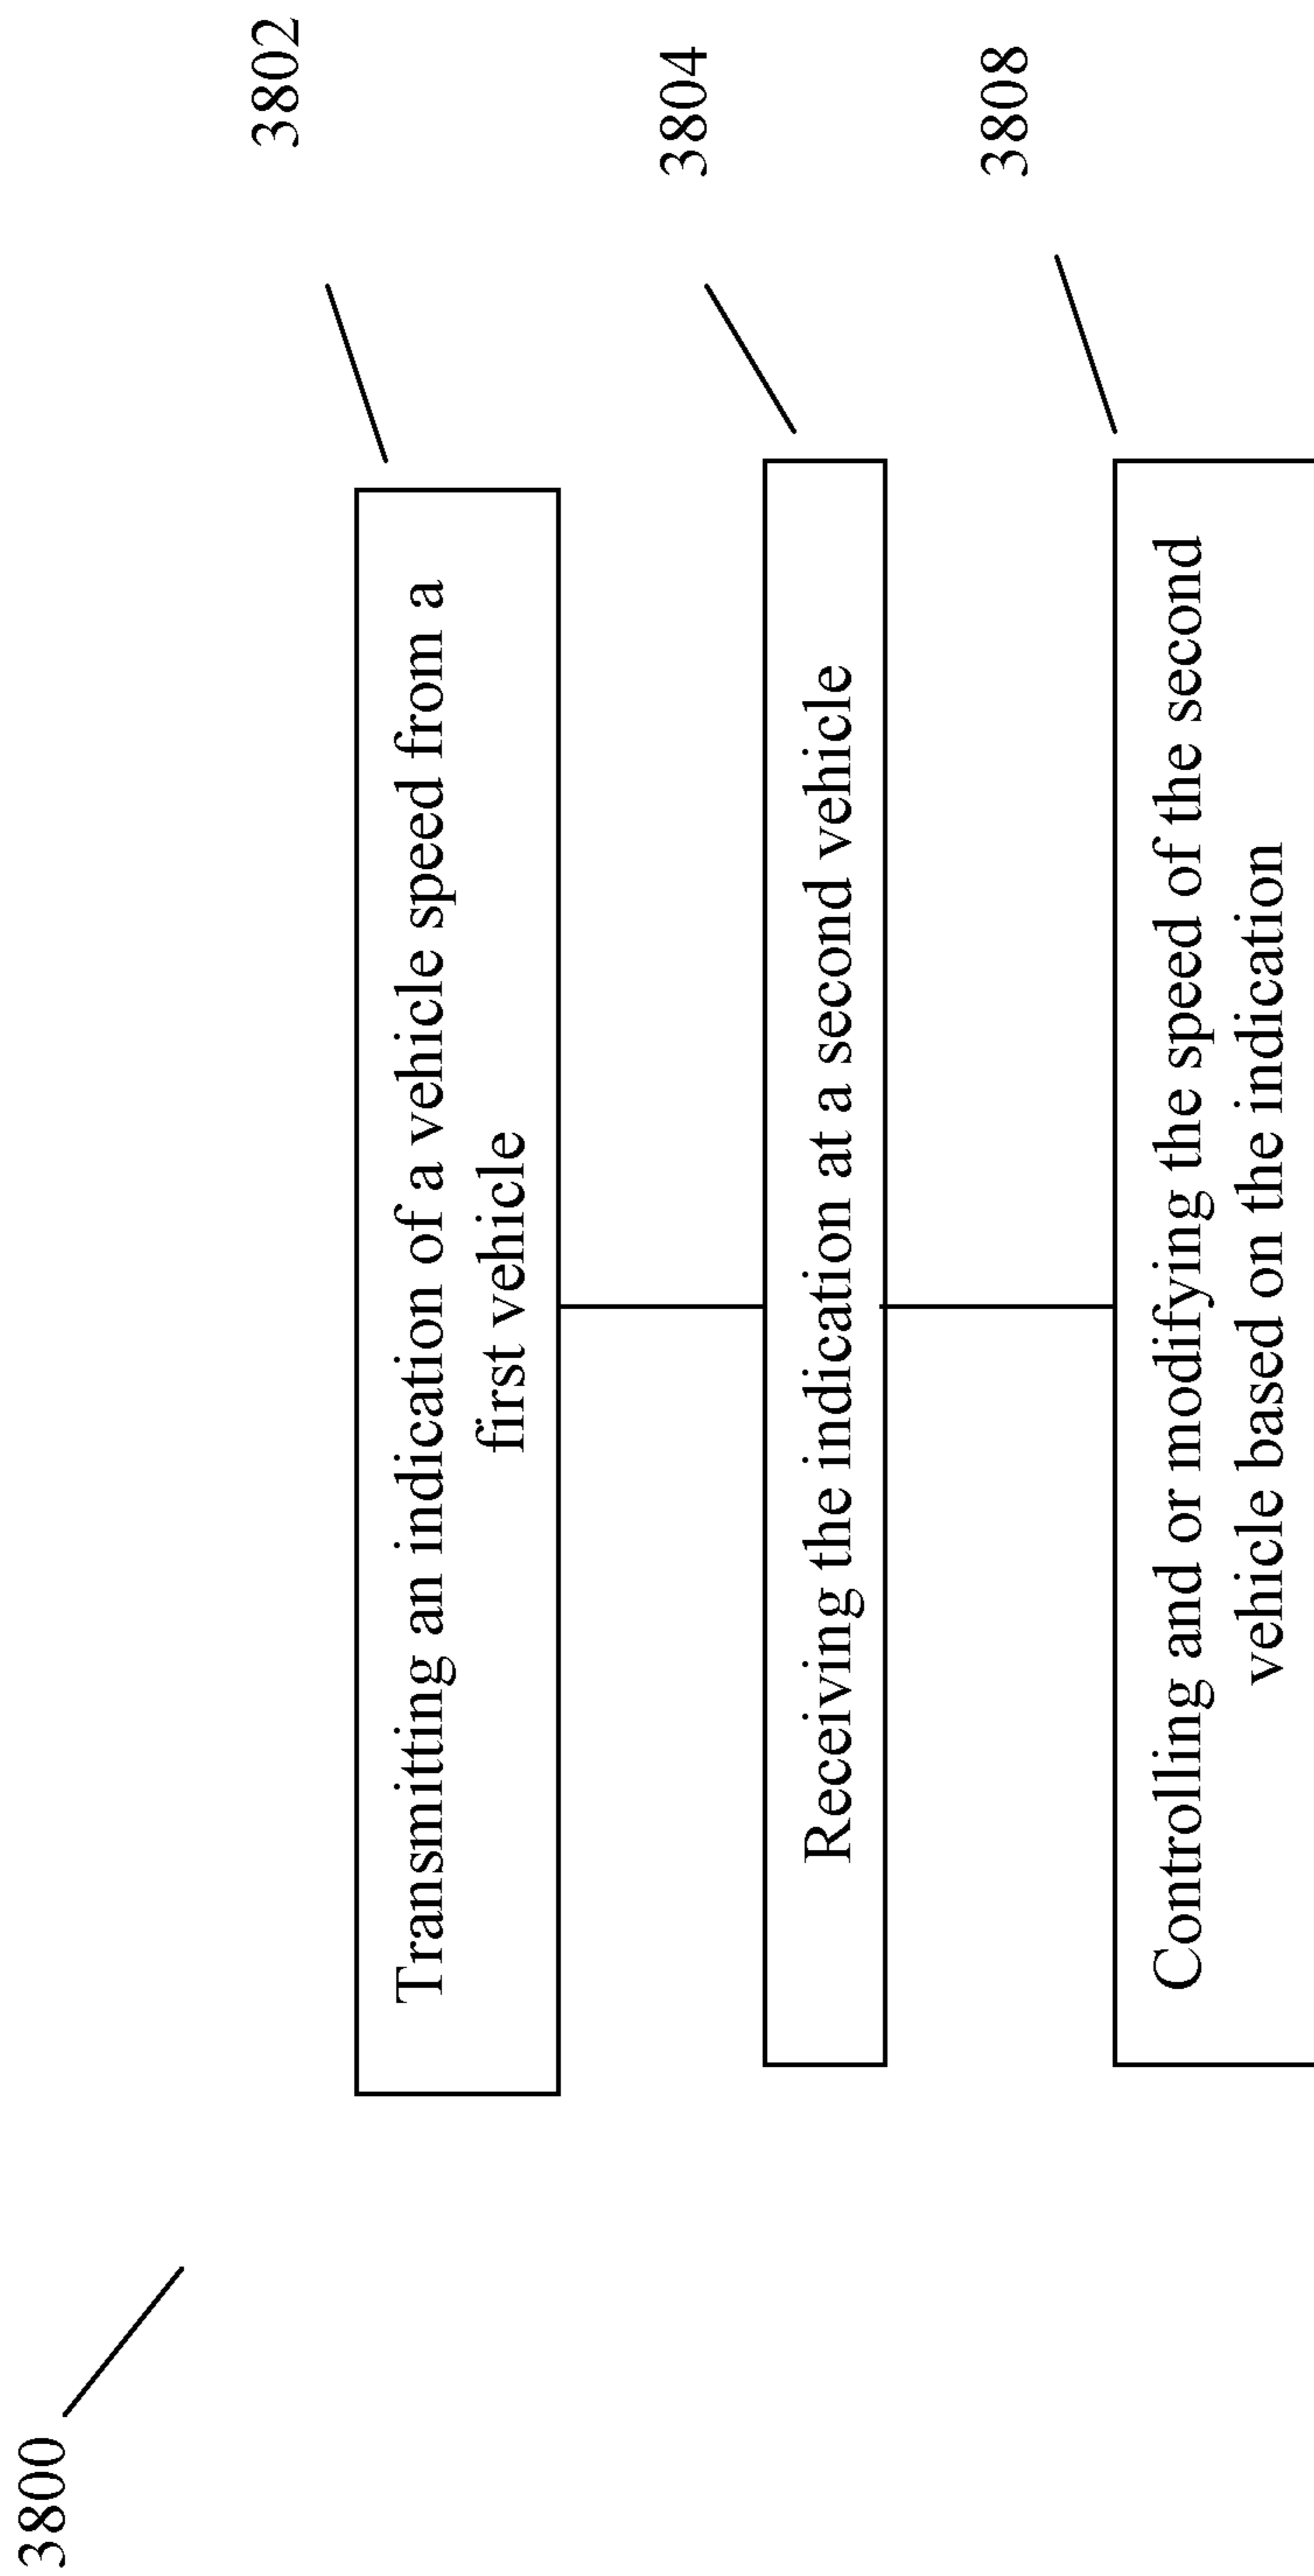 3800
3802
Transmitting an indication of a vehicle speed from a
first vehicle
3804
Receiving the indication at a second vehicle
3808
Controlling and or modifying the speed of the second
vehicle based on the indication